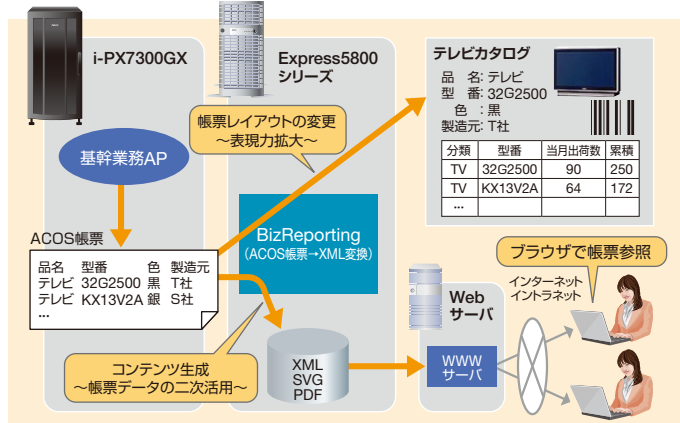 i-PX7300GX
基幹業務AP
ACOS帳票
品名 型番 色 製造元
テレビ 32G2500 黒 T社
テレビ KX13V2A 銀 S社
...
Express5800
シリーズ
帳票レイアウトの変更
～表現力拡大～
BizReporting
（ACOS帳票→XML変換）
コンテンツ生成
～帳票データの二次活用～
XML
SVG
PDF
テレビカタログ
品 名：テレビ
型 番：32G2500
色 ：黒
製造元：T社
分類 型番 当月出荷数 累積
TV 32G2500 90 250
TV KX13V2A 64 172
...
Web
サーバ
WWW
サーバ
ブラウザで帳票参照
インターネット
イントラネット